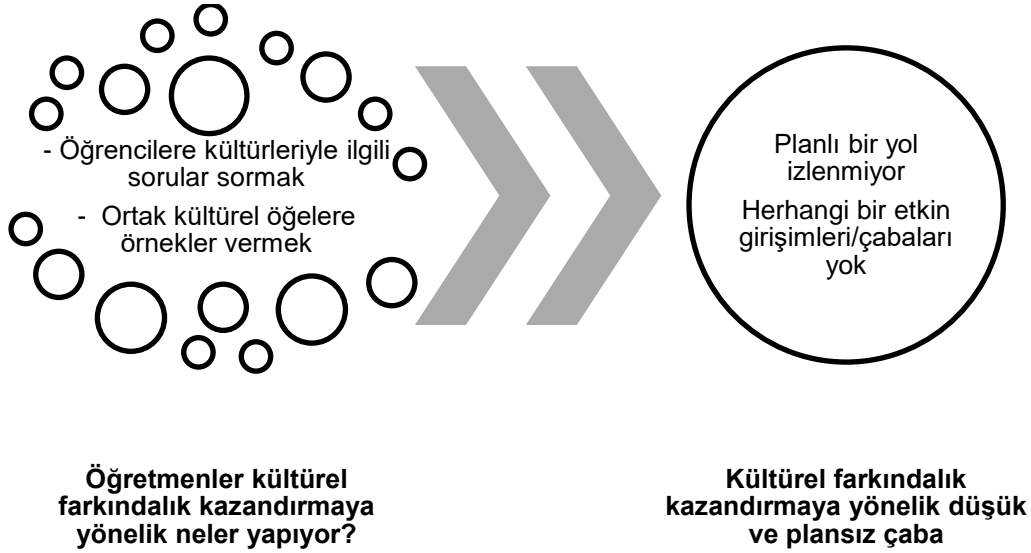 - Öğrencilere kültürleriyle ilgili
sorular sormak
- Ortak kültürel öğelere
örnekler vermek
Planlı bir yol
izlenmiyor
Herhangi bir etkin
girişimleri/çabaları
yok
Öğretmenler kültürel
farkındalık kazandırmaya
yönelik neler yapıyor?
Kültürel farkındalık
kazandırmaya yönelik düşük
ve plansız çaba